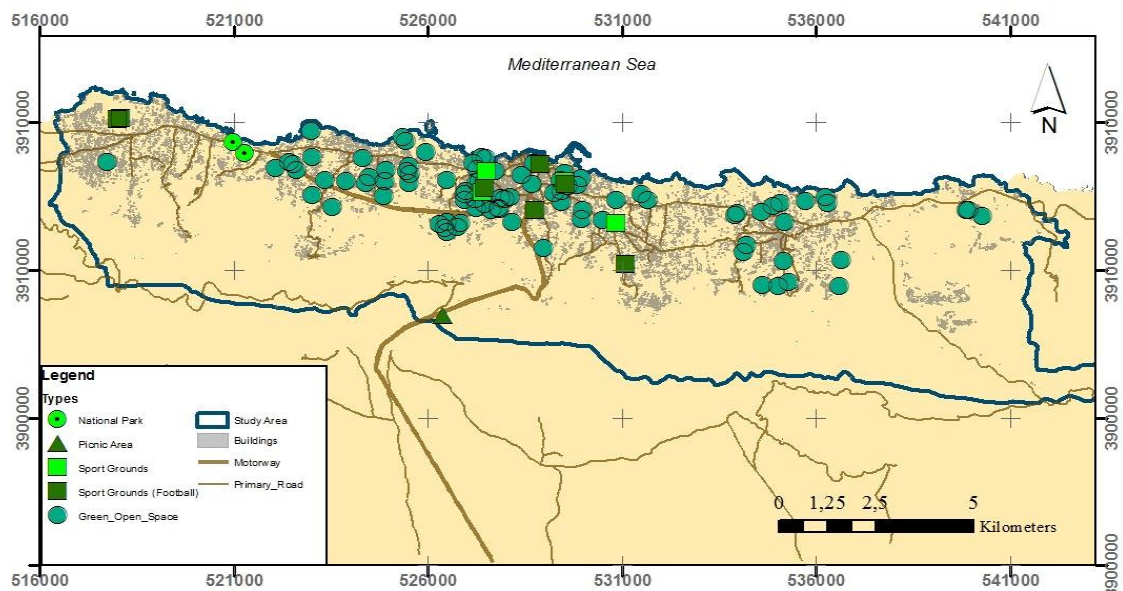 516000 521000 526000 531000 536000 541000
Mediterranean Sea
N
3910000 3910000
3910000 3910000
3900000 3900000
3900000 3900000
Legend
Types
National Park
Picnic Area
Sport Grounds
Sport Grounds (Football)
Green_Open_Space
Study Area
Buildings
Motorway
Primary_Road
0 1,25 2,5 5
Kilometers
516000 521000 526000 531000 536000 541000